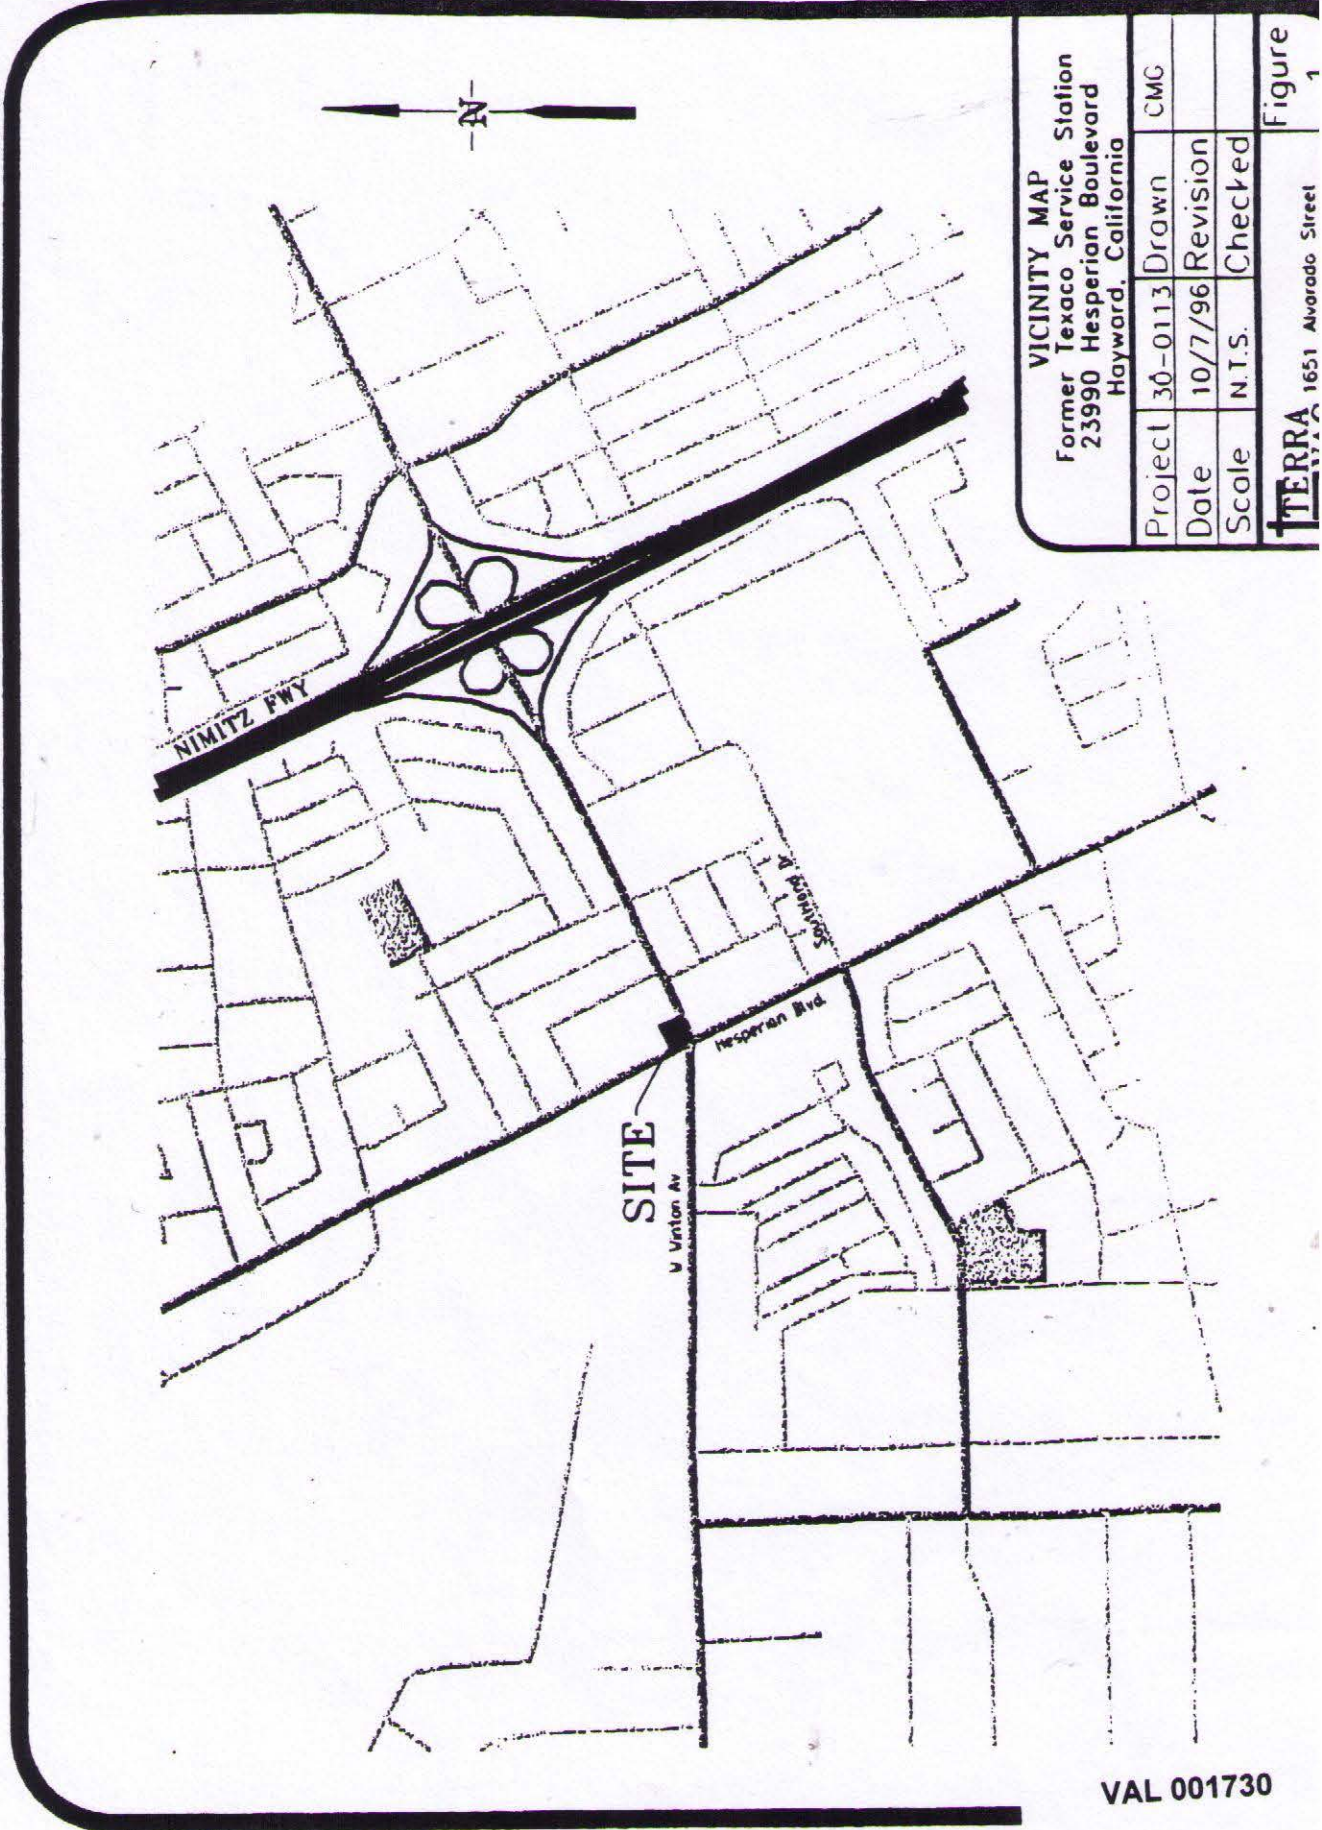 N
NIMITZ FWY
Southland Dr
Hesperian Blvd
SITE
W Vinton Av
VICINITY MAP
Former Texaco Service Station
23990 Hesperian Boulevard
Hayward, California
Project 30-0113 Drawn CMC
Date 10/7/96 Revision
Scale N.T.S. Checked
TERRA 1651 Alvarado Street
Figure
1
VAL 001730